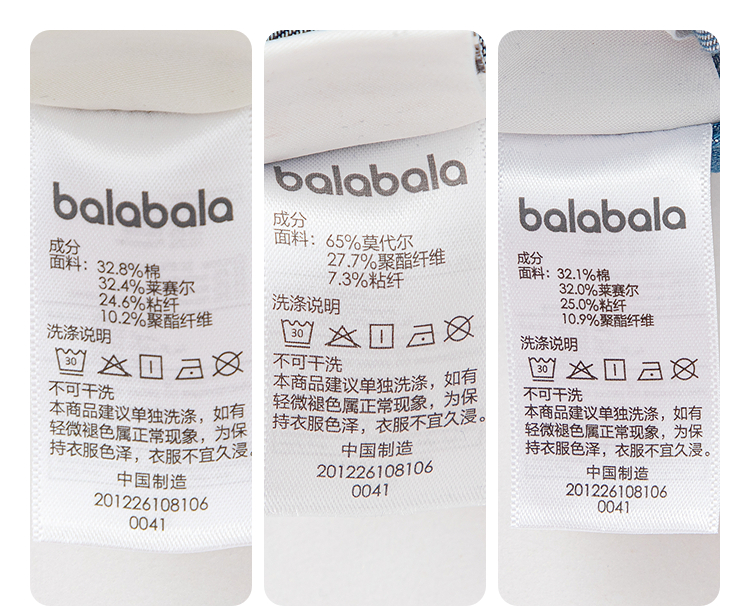 balabala
成分
面料：32.8%棉
32.4%莱赛尔
24.6%粘纤
10.2%聚酯纤维
洗涤说明
30
不可干洗
本商品建议单独洗涤，如有
轻微褪色属正常现象，为保
持衣服色泽，衣服不宜久浸。
中国制造
201226108106
0041
balabala
成分
面料：65%莫代尔
27.7%聚酯纤维
7.3%粘纤
洗涤说明
30
不可干洗
本商品建议单独洗涤，如有
轻微褪色属正常现象，为保
持衣服色泽，衣服不宜久浸。
中国制造
201226108106
0041
balabala
成分
面料：32.1%棉
32.0%莱赛尔
25.0%粘纤
10.9%聚酯纤维
洗涤说明
30
不可干洗
本商品建议单独洗涤，如有
轻微褪色属正常现象，为保
持衣服色泽，衣服不宜久浸。
中国制造
201226108106
0041